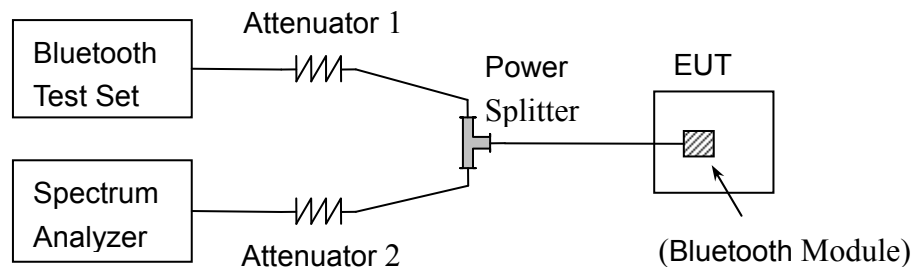 Bluetooth
Test Set
Attenuator 1
Power
Splitter
EUT
Spectrum
Analyzer
Attenuator 2
(Bluetooth Module)